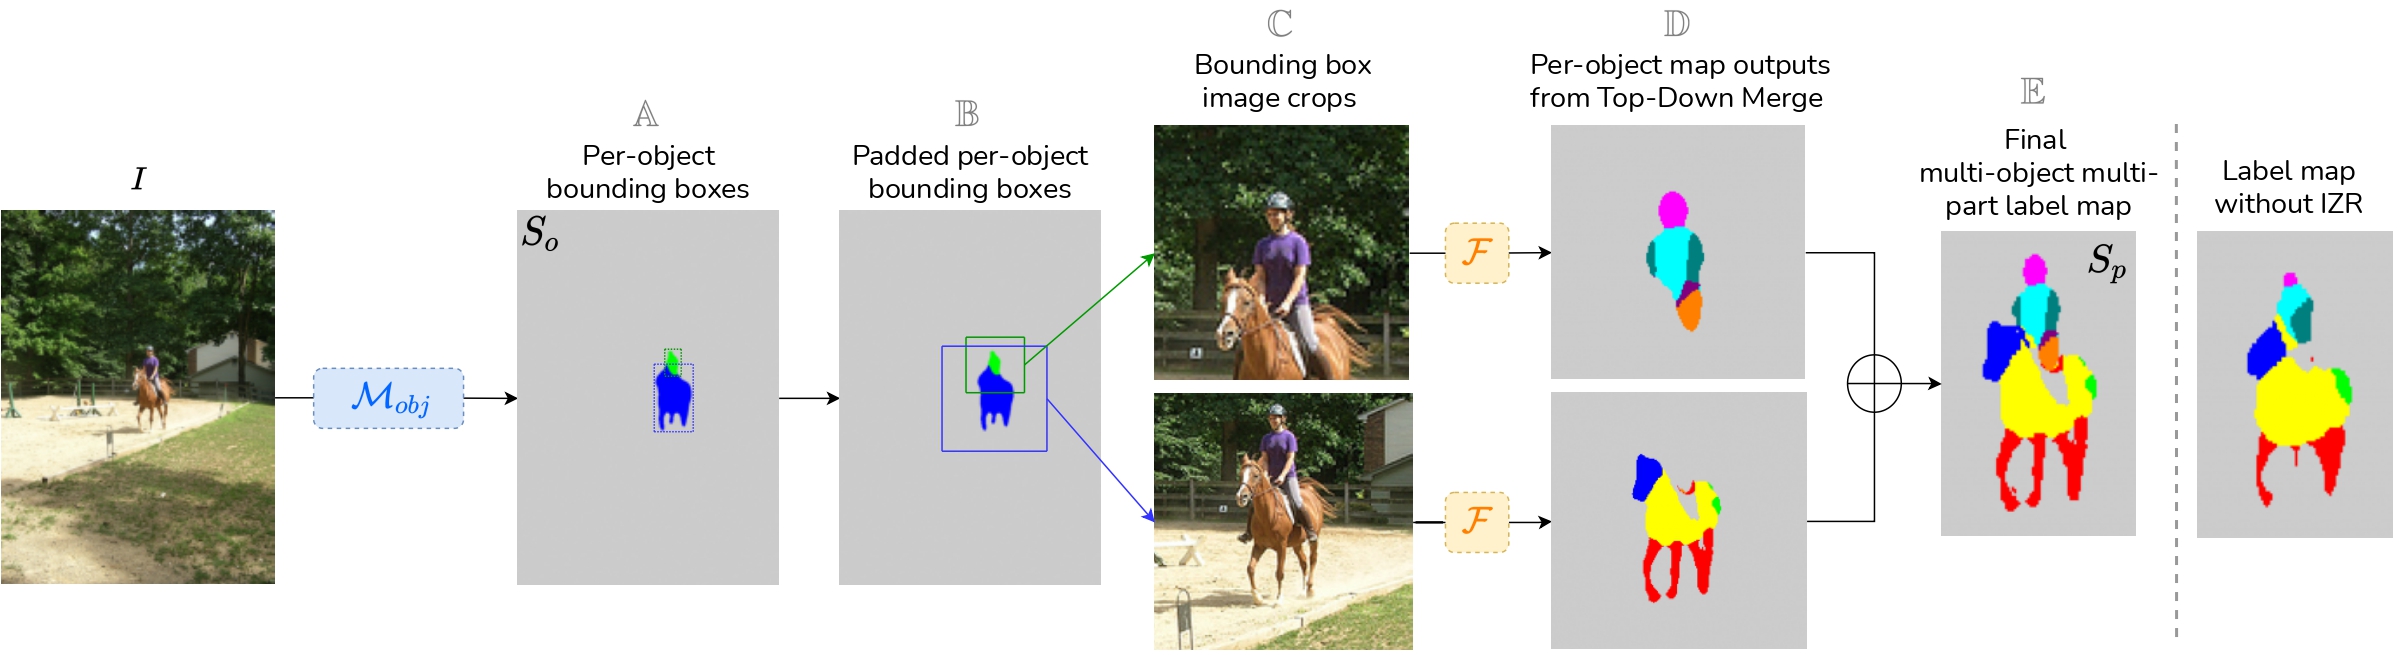 I
M_obj
𝔸
Per-object
bounding boxes
S_o
𝔹
Padded per-object
bounding boxes
ℂ
Bounding box
image crops
F
F
𝔻
Per-object map outputs
from Top-Down Merge
𝔼
Final
multi-object multi-
part label map
S_p
Label map
without IZR